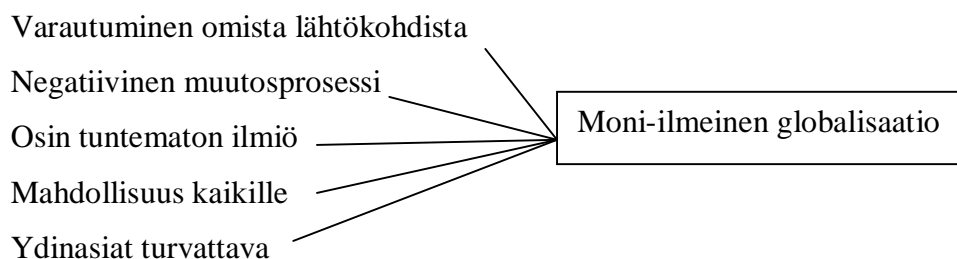 Varautuminen omista lähtökohdista
Negatiivinen muutosprosessi
Osin tuntematon ilmiö
Moni-ilmeinen globalisaatio
Mahdollisuus kaikille
Ydinasiat turvattava